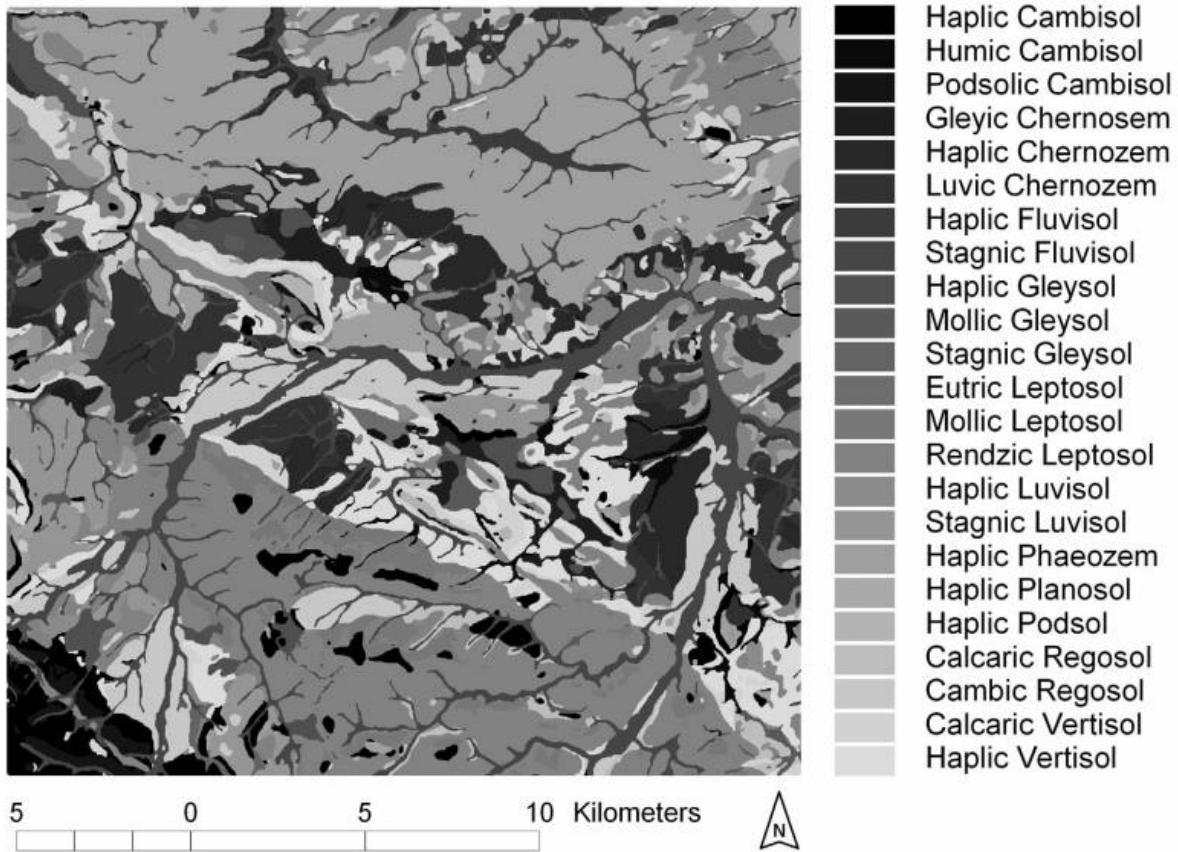 Haplic Cambisol
Humic Cambisol
Podsolic Cambisol
Gleyic Chernosem
Haplic Chernozem
Luvic Chernozem
Haplic Fluvisol
Stagnic Fluvisol
Haplic Gleysol
Mollic Gleysol
Stagnic Gleysol
Eutric Leptosol
Mollic Leptosol
Rendzic Leptosol
Haplic Luvisol
Stagnic Luvisol
Haplic Phaeozem
Haplic Planosol
Haplic Podsol
Calcaric Regosol
Cambic Regosol
Calcaric Vertisol
Haplic Vertisol
5 0 5 10 Kilometers
N